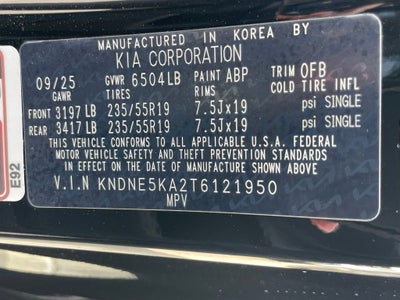 MANUFACTURED IN KOREA BY
KIA CORPORATION
09/25 GVWR 6504LB PAINT ABP TRIM OFB
GAWR TIRES RIMS COLD TIRE INFL
FRONT 3197 LB 235/55R19 7.5Jx19 psi SINGLE
REAR 3417 LB 235/55R19 7.5Jx19 psi SINGLE
THIS VEHICLE CONFORMS TO ALL APPLICABLE U.S.A. FEDERAL
MOTOR VEHICLE SAFETY AND THEFT PREVENTION STANDARDS
IN EFFECT ON THE DATE OF MANUFACTURE SHOWN ABOVE
V.I.N KNDNE5KA2T6121950
MPV
E92